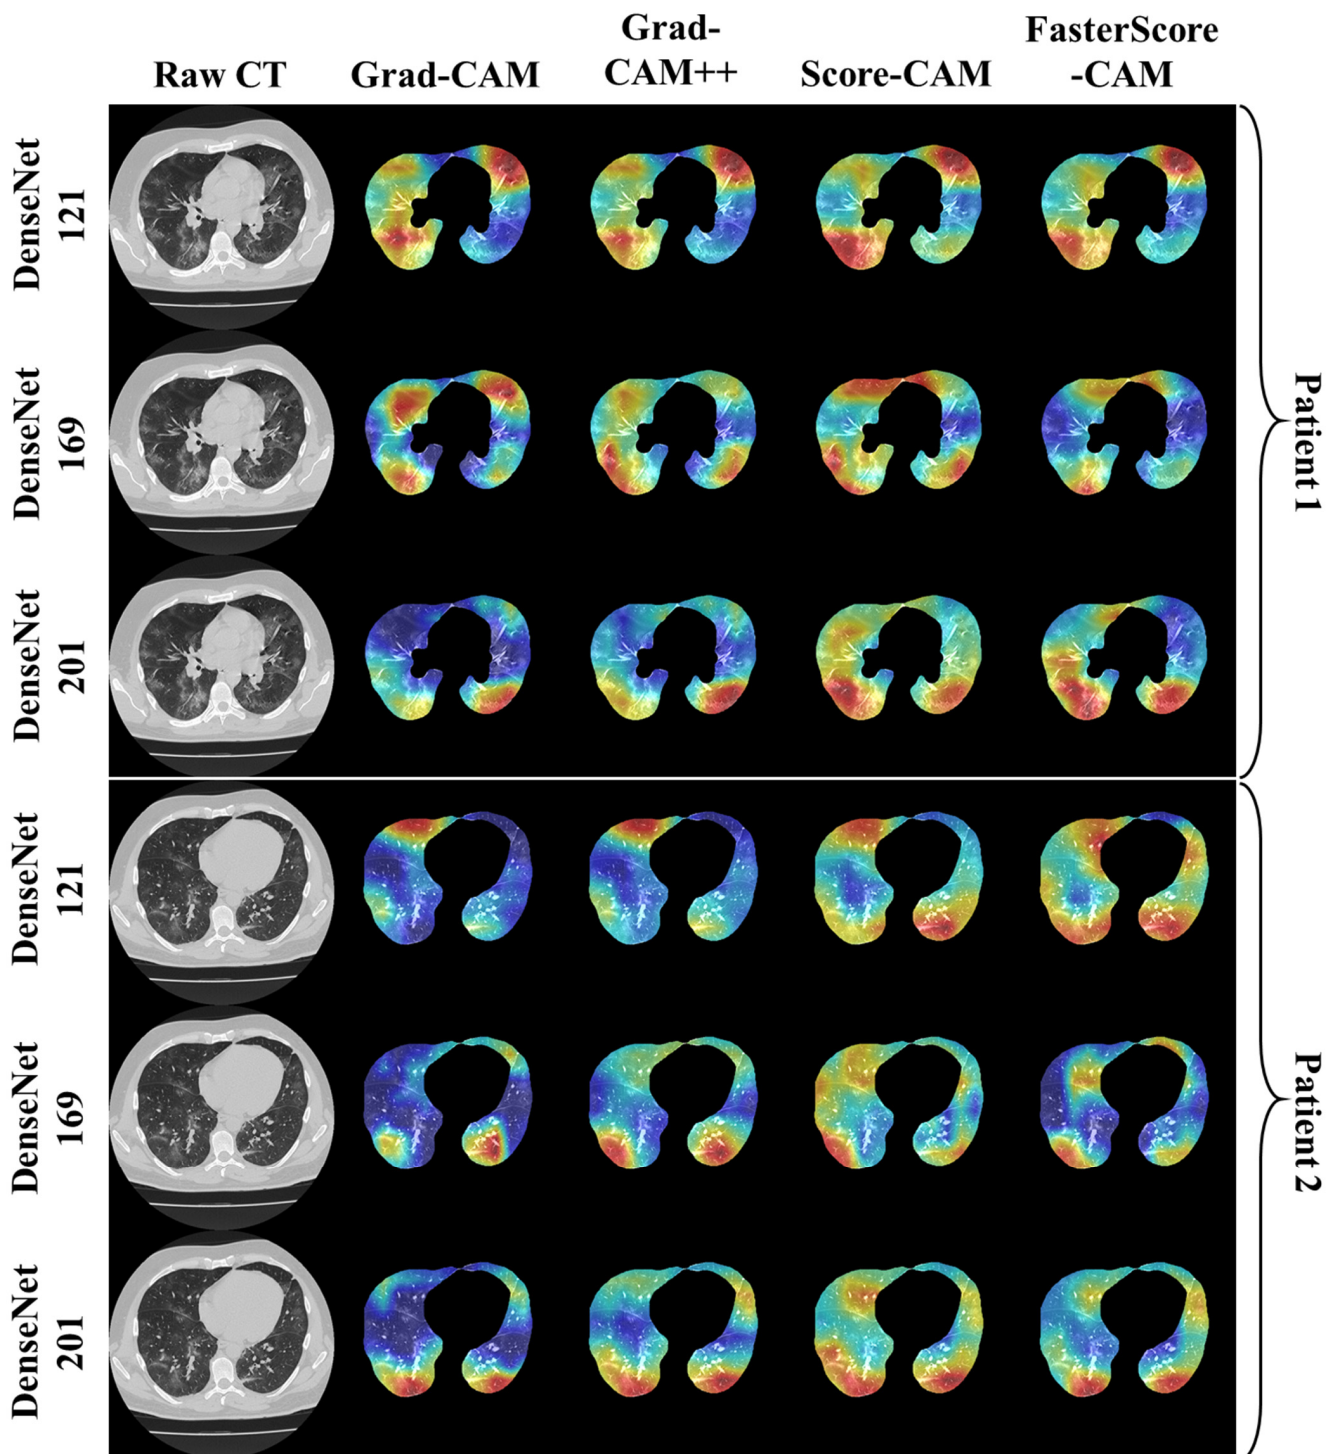 Grad-
FasterScore
Raw CT
Grad-CAM
CAM++
Score-CAM
-CAM
DenseNet
121
DenseNet
169
DenseNet
201
Patient 1
DenseNet
121
DenseNet
169
DenseNet
201
Patient 2